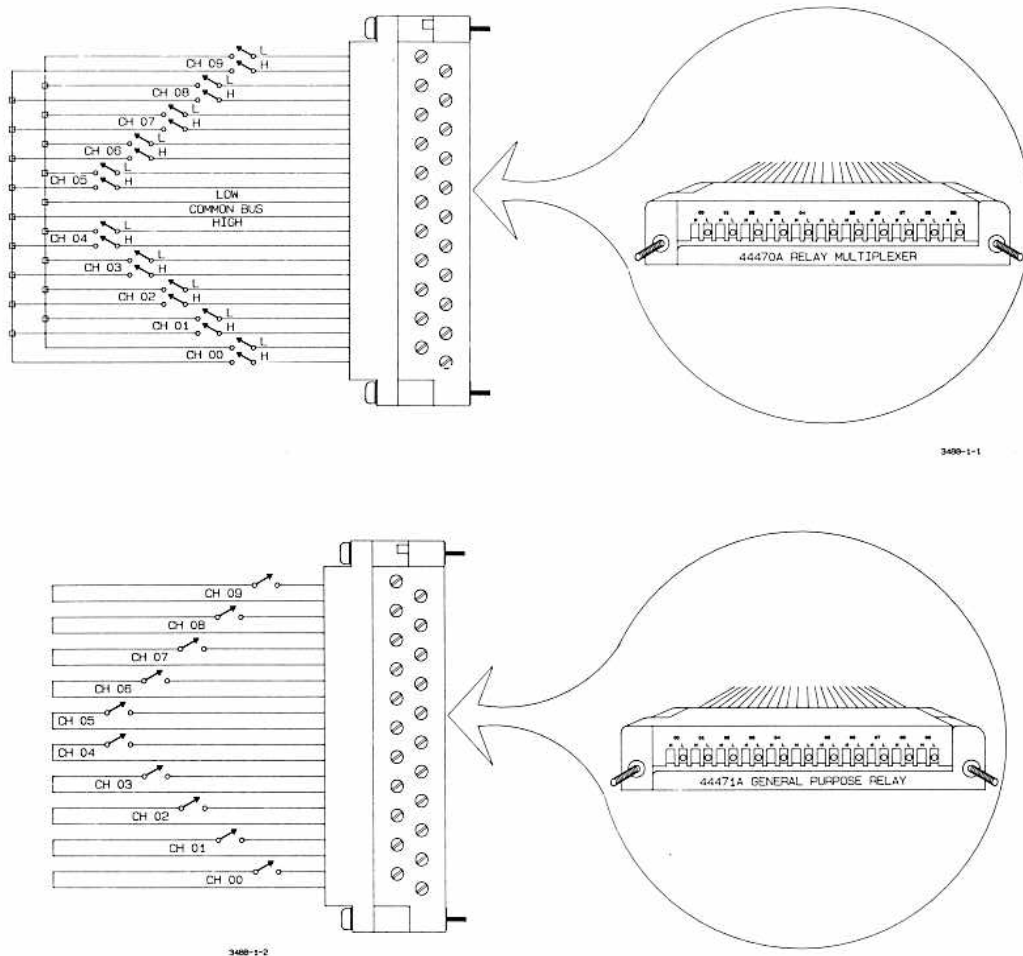 L
CH 09 H
L
CH 08 H
L
CH 07 H
L
CH 06 H
L
CH 05 H
LOW
COMMON BUS
HIGH
L
CH 04 H
L
CH 03 H
L
CH 02 H
L
CH 01 H
L
CH 00 H
44470A RELAY MULTIPLEXER
3488-1-1
CH 09
CH 08
CH 07
CH 06
CH 05
CH 04
CH 03
CH 02
CH 01
CH 00
44471A GENERAL PURPOSE RELAY
3488-1-2